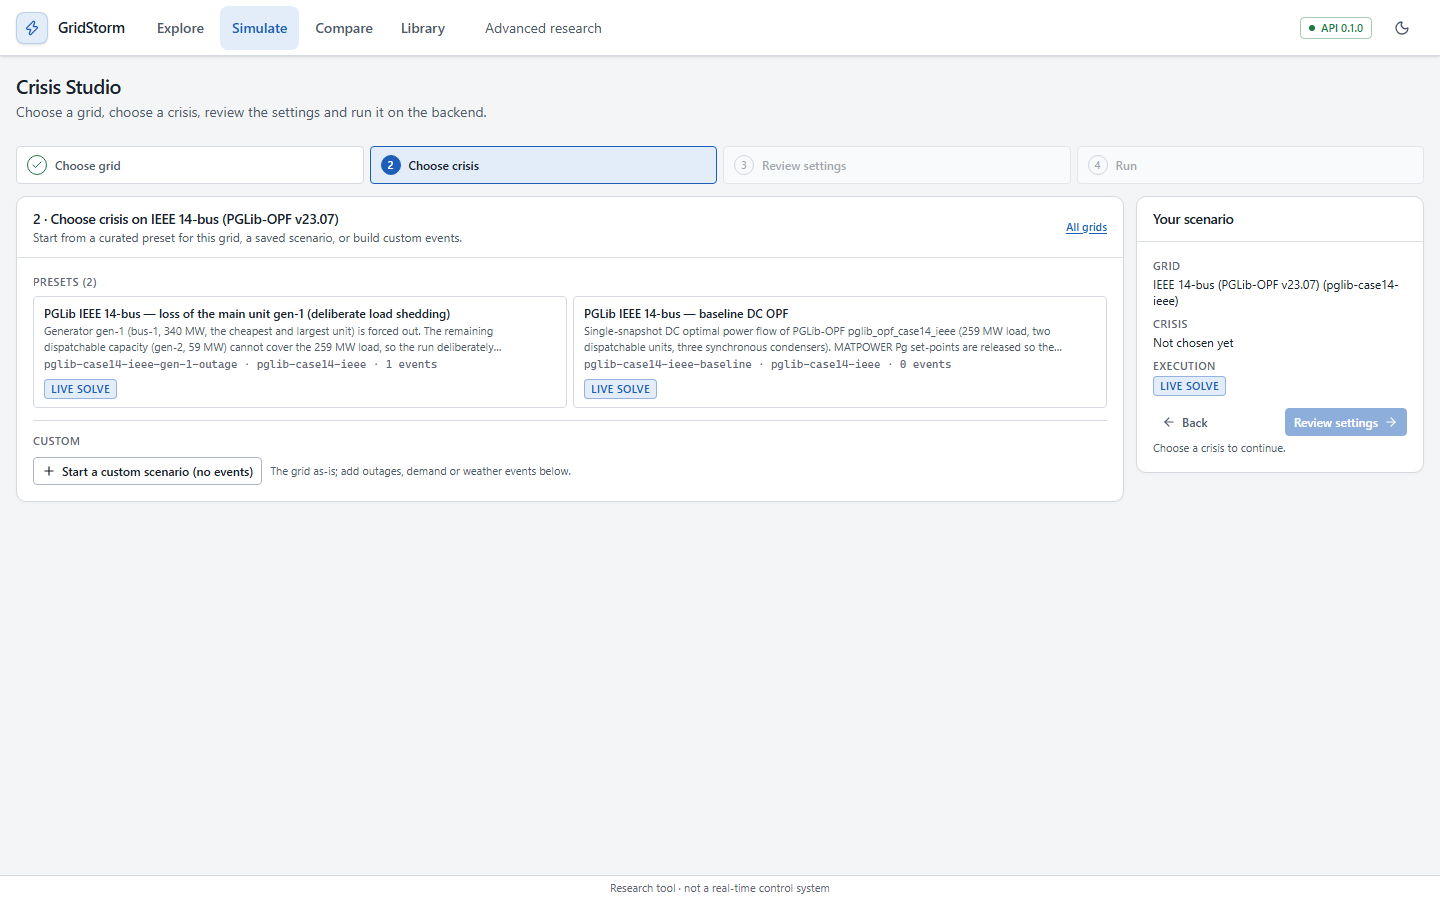 GridStorm
Explore
Simulate
Compare
Library
Advanced research
API 0.1.0
Crisis Studio
Choose a grid, choose a crisis, review the settings and run it on the backend.
Choose grid
2 Choose crisis
3 Review settings
4 Run
2 · Choose crisis on IEEE 14-bus (PGLib-OPF v23.07)
Start from a curated preset for this grid, a saved scenario, or build custom events.
All grids
PRESETS (2)
PGLib IEEE 14-bus — loss of the main unit gen-1 (deliberate load shedding)
Generator gen-1 (bus-1, 340 MW, the cheapest and largest unit) is forced out. The remaining
dispatchable capacity (gen-2, 59 MW) cannot cover the 259 MW load, so the run deliberately...
pglib-case14-ieee-gen-1-outage · pglib-case14-ieee · 1 events
LIVE SOLVE
PGLib IEEE 14-bus — baseline DC OPF
Single-snapshot DC optimal power flow of PGLib-OPF pglib_opf_case14_ieee (259 MW load, two
dispatchable units, three synchronous condensers). MATPOWER Pg set-points are released so the...
pglib-case14-ieee-baseline · pglib-case14-ieee · 0 events
LIVE SOLVE
CUSTOM
+ Start a custom scenario (no events)
The grid as-is; add outages, demand or weather events below.
Your scenario
GRID
IEEE 14-bus (PGLib-OPF v23.07) (pglib-case14-
ieee)
CRISIS
Not chosen yet
EXECUTION
LIVE SOLVE
← Back
Review settings →
Choose a crisis to continue.
Research tool · not a real-time control system